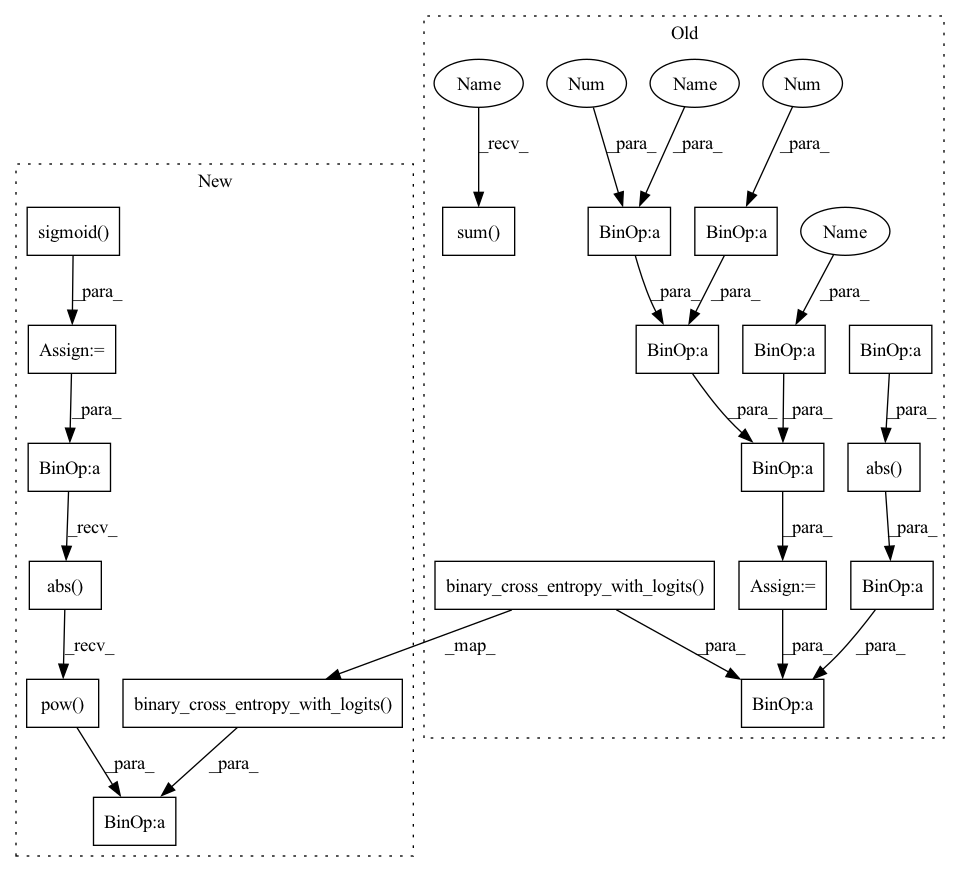 Old
Name
Num
Name
Num
_recv_
_para_
_para_
_para_
New
sigmoid()
sum()
BinOp:a
BinOp:a
Name
_para_
_para_
_para_
_para_
Assign:=
BinOp:a
BinOp:a
BinOp:a
_para_
_para_
_para_
_para_
BinOp:a
BinOp:a
abs()
_recv_
_para_
_para_
abs()
binary_cross_entropy_with_logits()
Assign:=
BinOp:a
_recv_
_map_
_para_
_para_
_para_
pow()
binary_cross_entropy_with_logits()
BinOp:a
_para_
_para_
BinOp:a